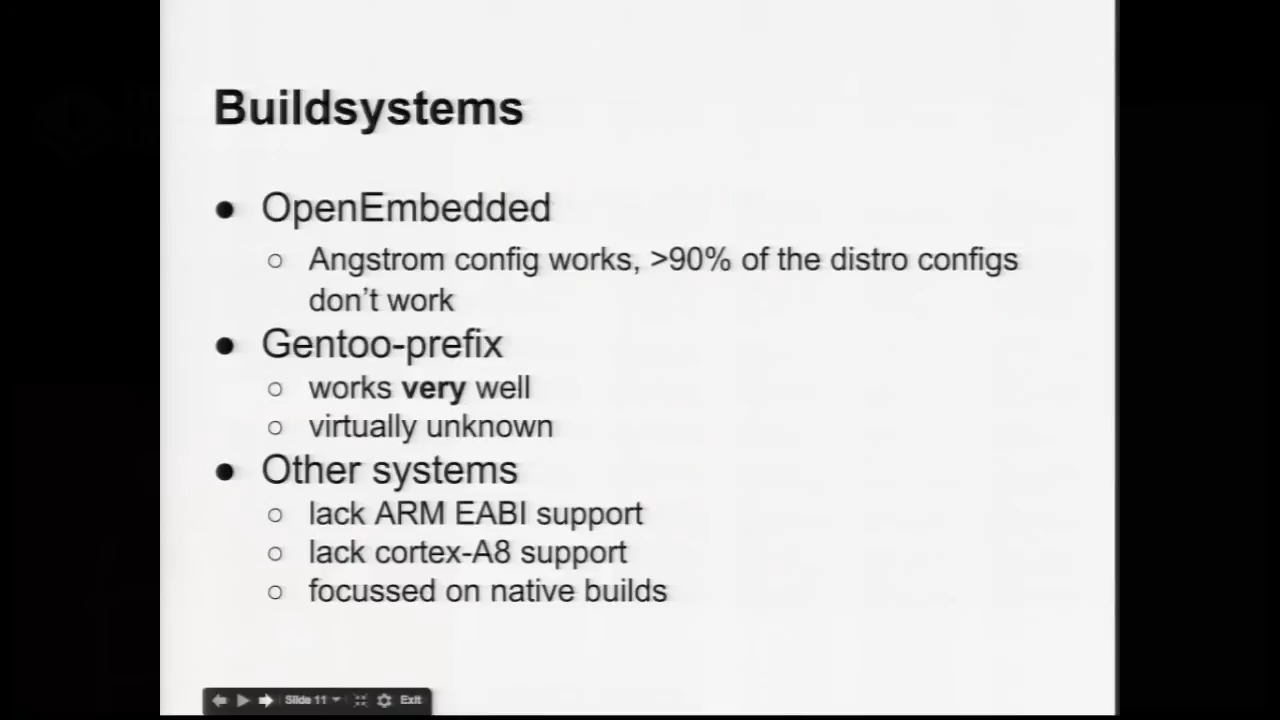 Buildsystems
● OpenEmbedded
○ Angstrom config works, >90% of the distro configs
don't work
● Gentoo-prefix
○ works very well
○ virtually unknown
● Other systems
○ lack ARM EABI support
○ lack cortex-A8 support
○ focussed on native builds
Slide 11
Exit